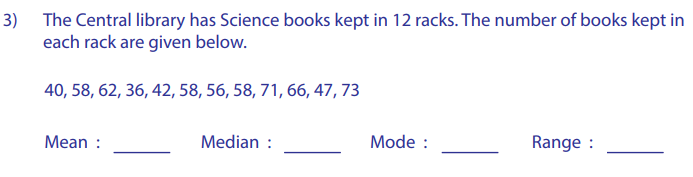 3) The Central library has Science books kept in 12 racks. The number of books kept in
each rack are given below.
40, 58, 62, 36, 42, 58, 56, 58, 71, 66, 47, 73
Mean : ______ Median : ______ Mode : ______ Range : ______